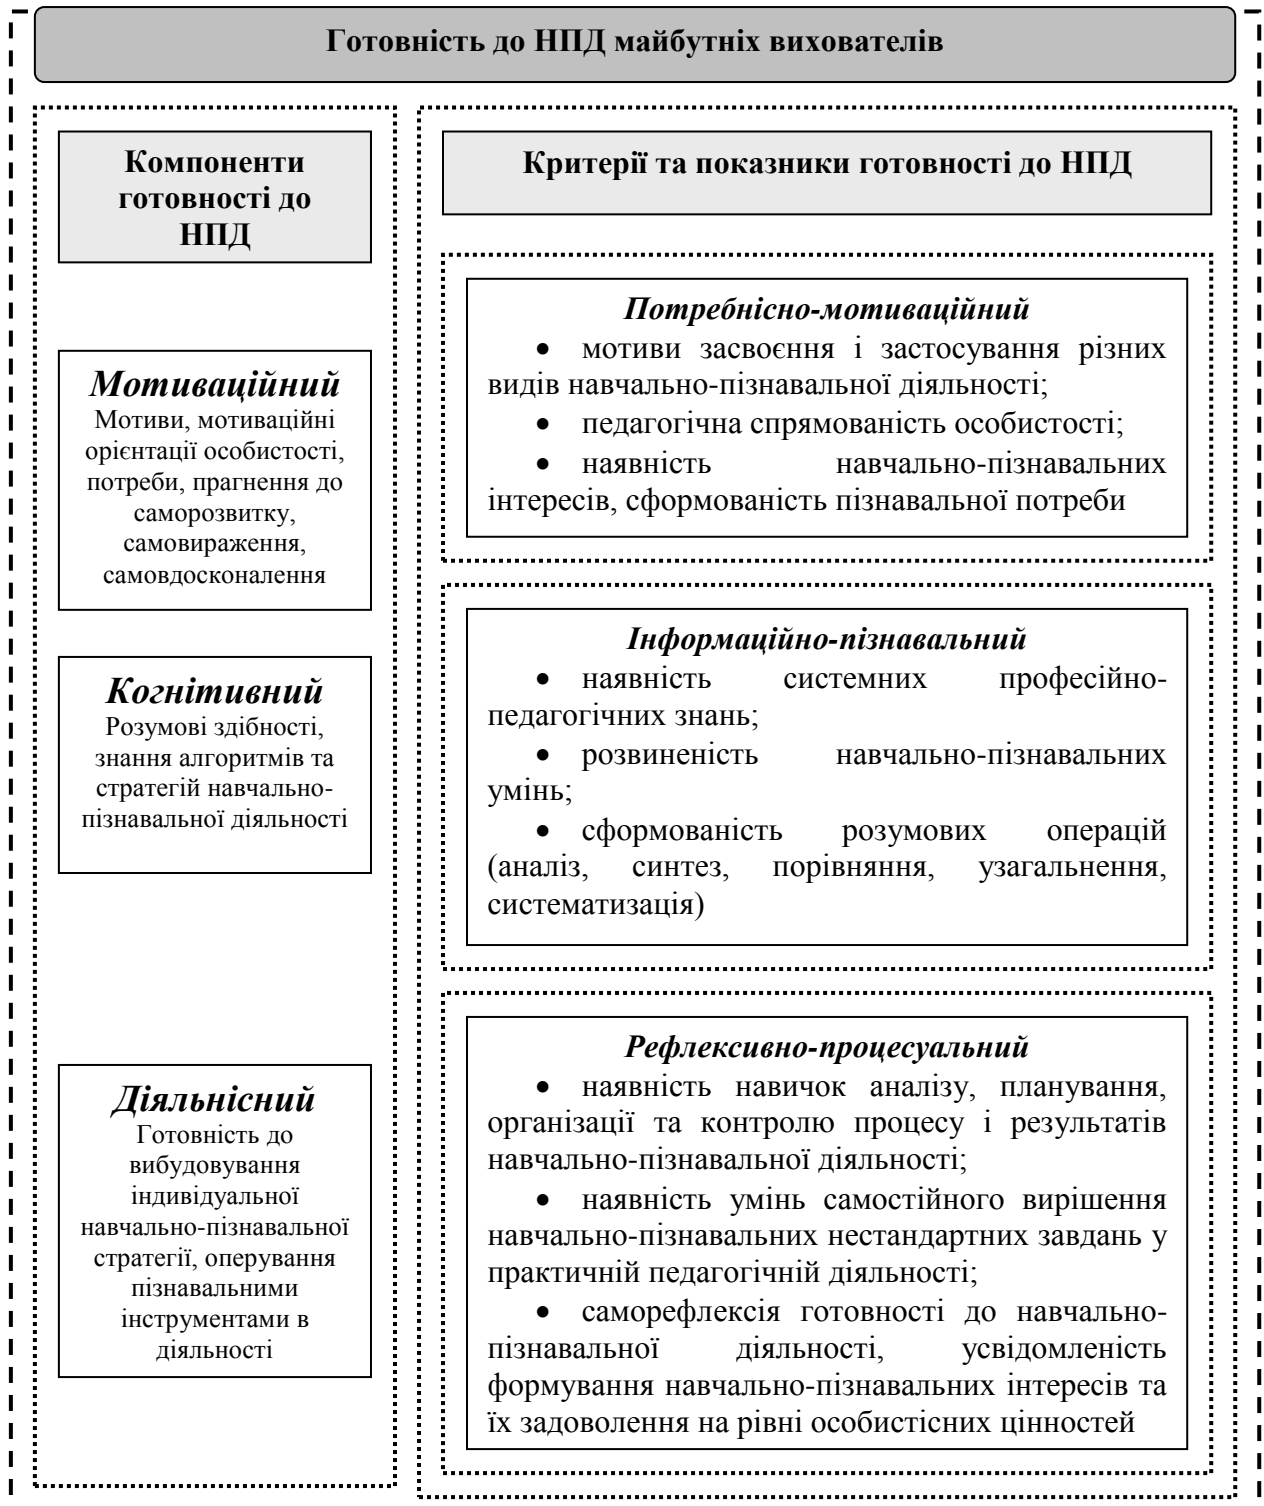 Готовність до НПД майбутніх вихователів
Компоненти
готовності до
НПД
Мотиваційний
Мотиви, мотиваційні
орієнтації особистості,
потреби, прагнення до
саморозвитку,
самовираження,
самовдосконалення
Когнітивний
Розумові здібності,
знання алгоритмів та
стратегій навчально-
пізнавальної діяльності
Діяльнісний
Готовність до
вибудовування
індивідуальної
навчально-пізнавальної
стратегії, оперування
пізнавальними
інструментами в
діяльності
Критерії та показники готовності до НПД
Потребнісно-мотиваційний
• мотиви засвоєння і застосування різних
видів навчально-пізнавальної діяльності;
• педагогічна спрямованість особистості;
• наявність навчально-пізнавальних
інтересів, сформованість пізнавальної потреби
Інформаційно-пізнавальний
• наявність системних професійно-
педагогічних знань;
• розвиненість навчально-пізнавальних
умінь;
• сформованість розумових операцій
(аналіз, синтез, порівняння, узагальнення,
систематизація)
Рефлексивно-процесуальний
• наявність навичок аналізу, планування,
організації та контролю процесу і результатів
навчально-пізнавальної діяльності;
• наявність умінь самостійного вирішення
навчально-пізнавальних нестандартних завдань у
практичній педагогічній діяльності;
• саморефлексія готовності до навчально-
пізнавальної діяльності, усвідомленість
формування навчально-пізнавальних інтересів та
їх задоволення на рівні особистісних цінностей